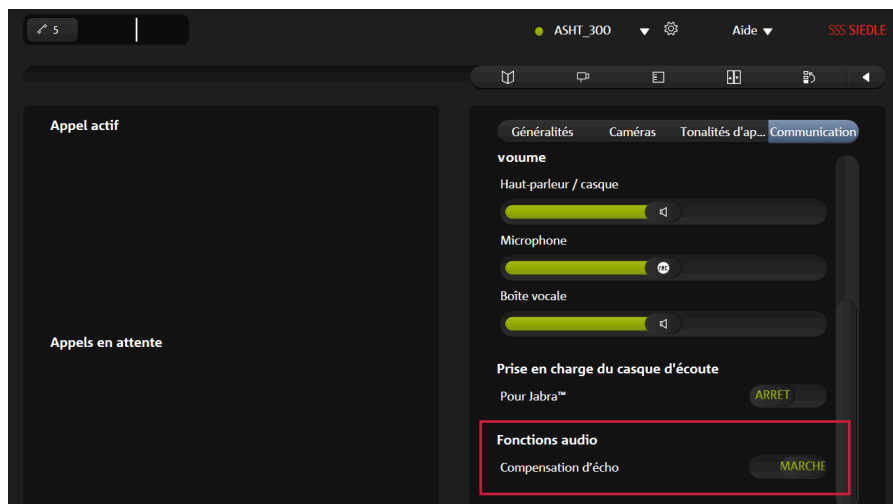 5
ASHT_300
Aide
SSS SIEDLE
Appel actif
Généralités
Caméras
Tonalités d'ap...
Communication
Volume
Haut-parleur / casque
Microphone
rec
Boîte vocale
Appels en attente
Prise en charge du casque d'écoute
Pour Jabra™
ARRET
Fonctions audio
Compensation d'écho
MARCHE